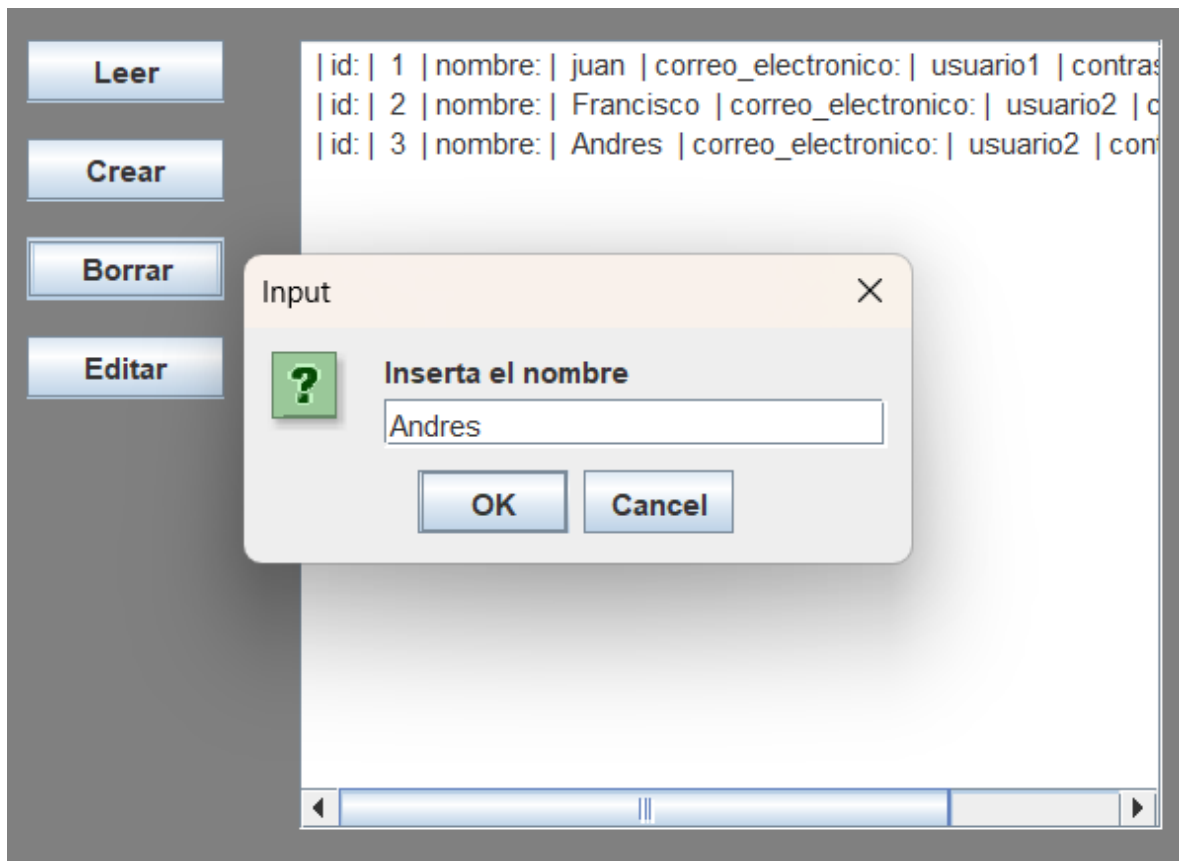 Leer
Crear
Borrar
Editar
| id: | 1 | nombre: | juan | correo_electronico: | usuario1 | contras
| id: | 2 | nombre: | Francisco | correo_electronico: | usuario2 | c
| id: | 3 | nombre: | Andres | correo_electronico: | usuario2 | cont
Input
Inserta el nombre
Andres
OK
Cancel